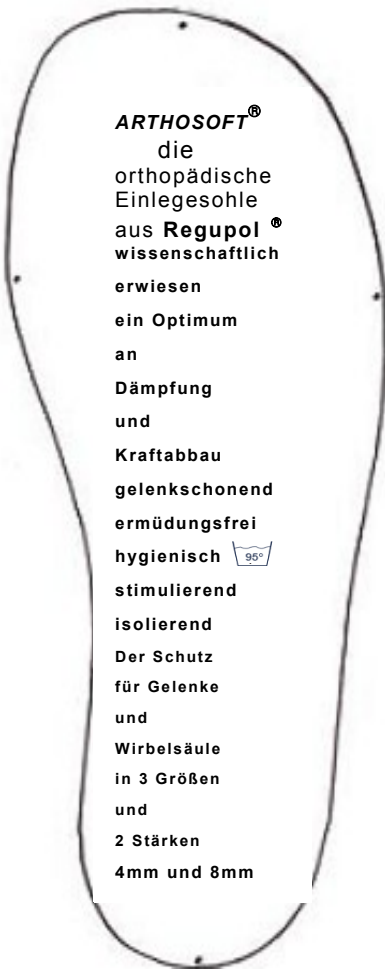 ARTHOSOFT®
die
orthopädische
Einlegesohle
aus Regupol ®
wissenschaftlich
erwiesen
ein Optimum
an
Dämpfung
und
Kraftabbau
gelenkschonend
ermüdungsfrei
hygienisch 95°
stimulierend
isolierend
Der Schutz
für Gelenke
und
Wirbelsäule
in 3 Größen
und
2 Stärken
4mm und 8mm